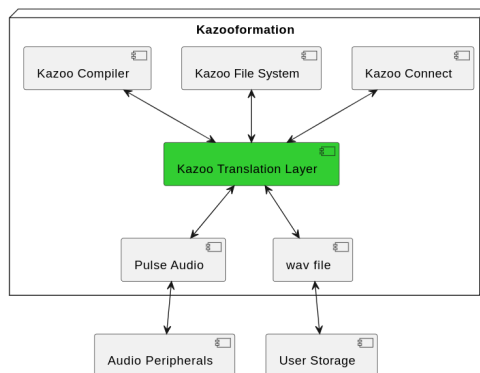 Kazooformation
Kazoo Compiler
Kazoo File System
Kazoo Connect
Kazoo Translation Layer
Pulse Audio
wav file
Audio Peripherals
User Storage